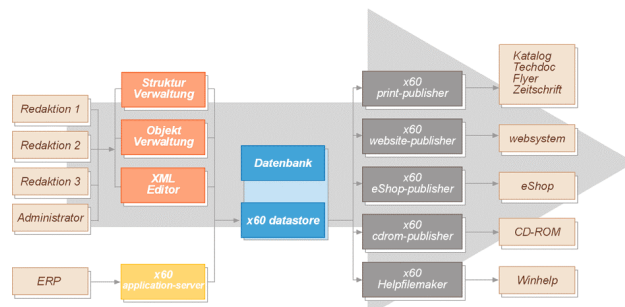 Redaktion 1
Redaktion 2
Redaktion 3
Administrator
ERP
Struktur
Verwaltung
Objekt
Verwaltung
XML
Editor
x60
application-server
Datenbank
x60 datastore
x60
print-publisher
x60
website-publisher
x60
eShop-publisher
x60
cdrom-publisher
x60
Helpfilemaker
Katalog
Techdoc
Flyer
Zeitschrift
websystem
eShop
CD-ROM
Winhelp